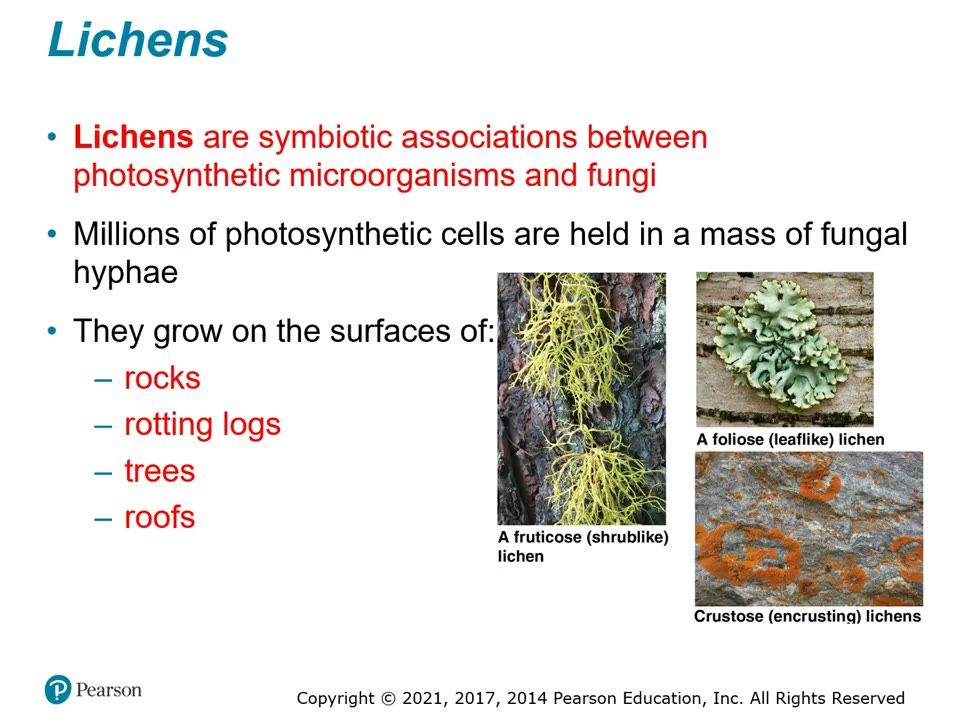 Lichens
• Lichens are symbiotic associations between
photosynthetic microorganisms and fungi
• Millions of photosynthetic cells are held in a mass of fungal
hyphae
• They grow on the surfaces of:
– rocks
– rotting logs
– trees
– roofs
A fruticose (shrublike)
lichen
A foliose (leaflike) lichen
Crustose (encrusting) lichens
P Pearson
Copyright © 2021, 2017, 2014 Pearson Education, Inc. All Rights Reserved